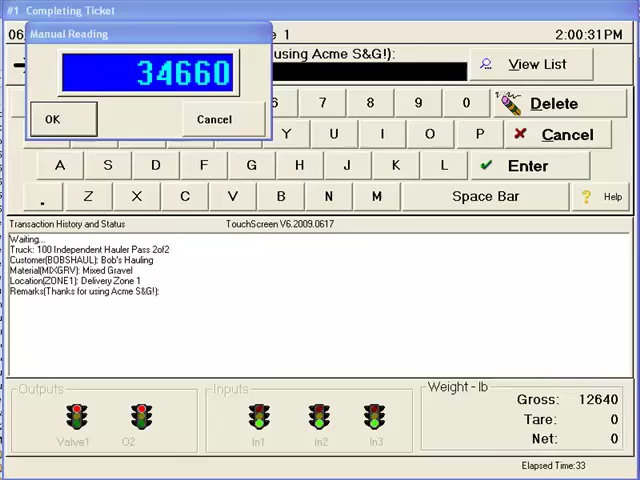 #1 Completing Ticket
Manual Reading
34660
OK
Cancel
06
e 1
2:00:31PM
using Acme S&G!):
View List
6 7 8 9 0 Delete
Y U I O P Cancel
A S D F G H J K L Enter
. Z X C V B N M Space Bar Help
Transaction History and Status TouchScreen V6.2009.0617
Waiting...
Truck: 100 Independent Hauler Pass 2of2
Customer(BOBSHAUL): Bob's Hauling
Material(MIXGRV): Mixed Gravel
Location(ZONE1): Delivery Zone 1
Remarks(Thanks for using Acme S&G!):
Outputs
Valve1 O2
Inputs
In1 In2 In3
Weight - lb
Gross: 12640
Tare: 0
Net: 0
Elapsed Time:33